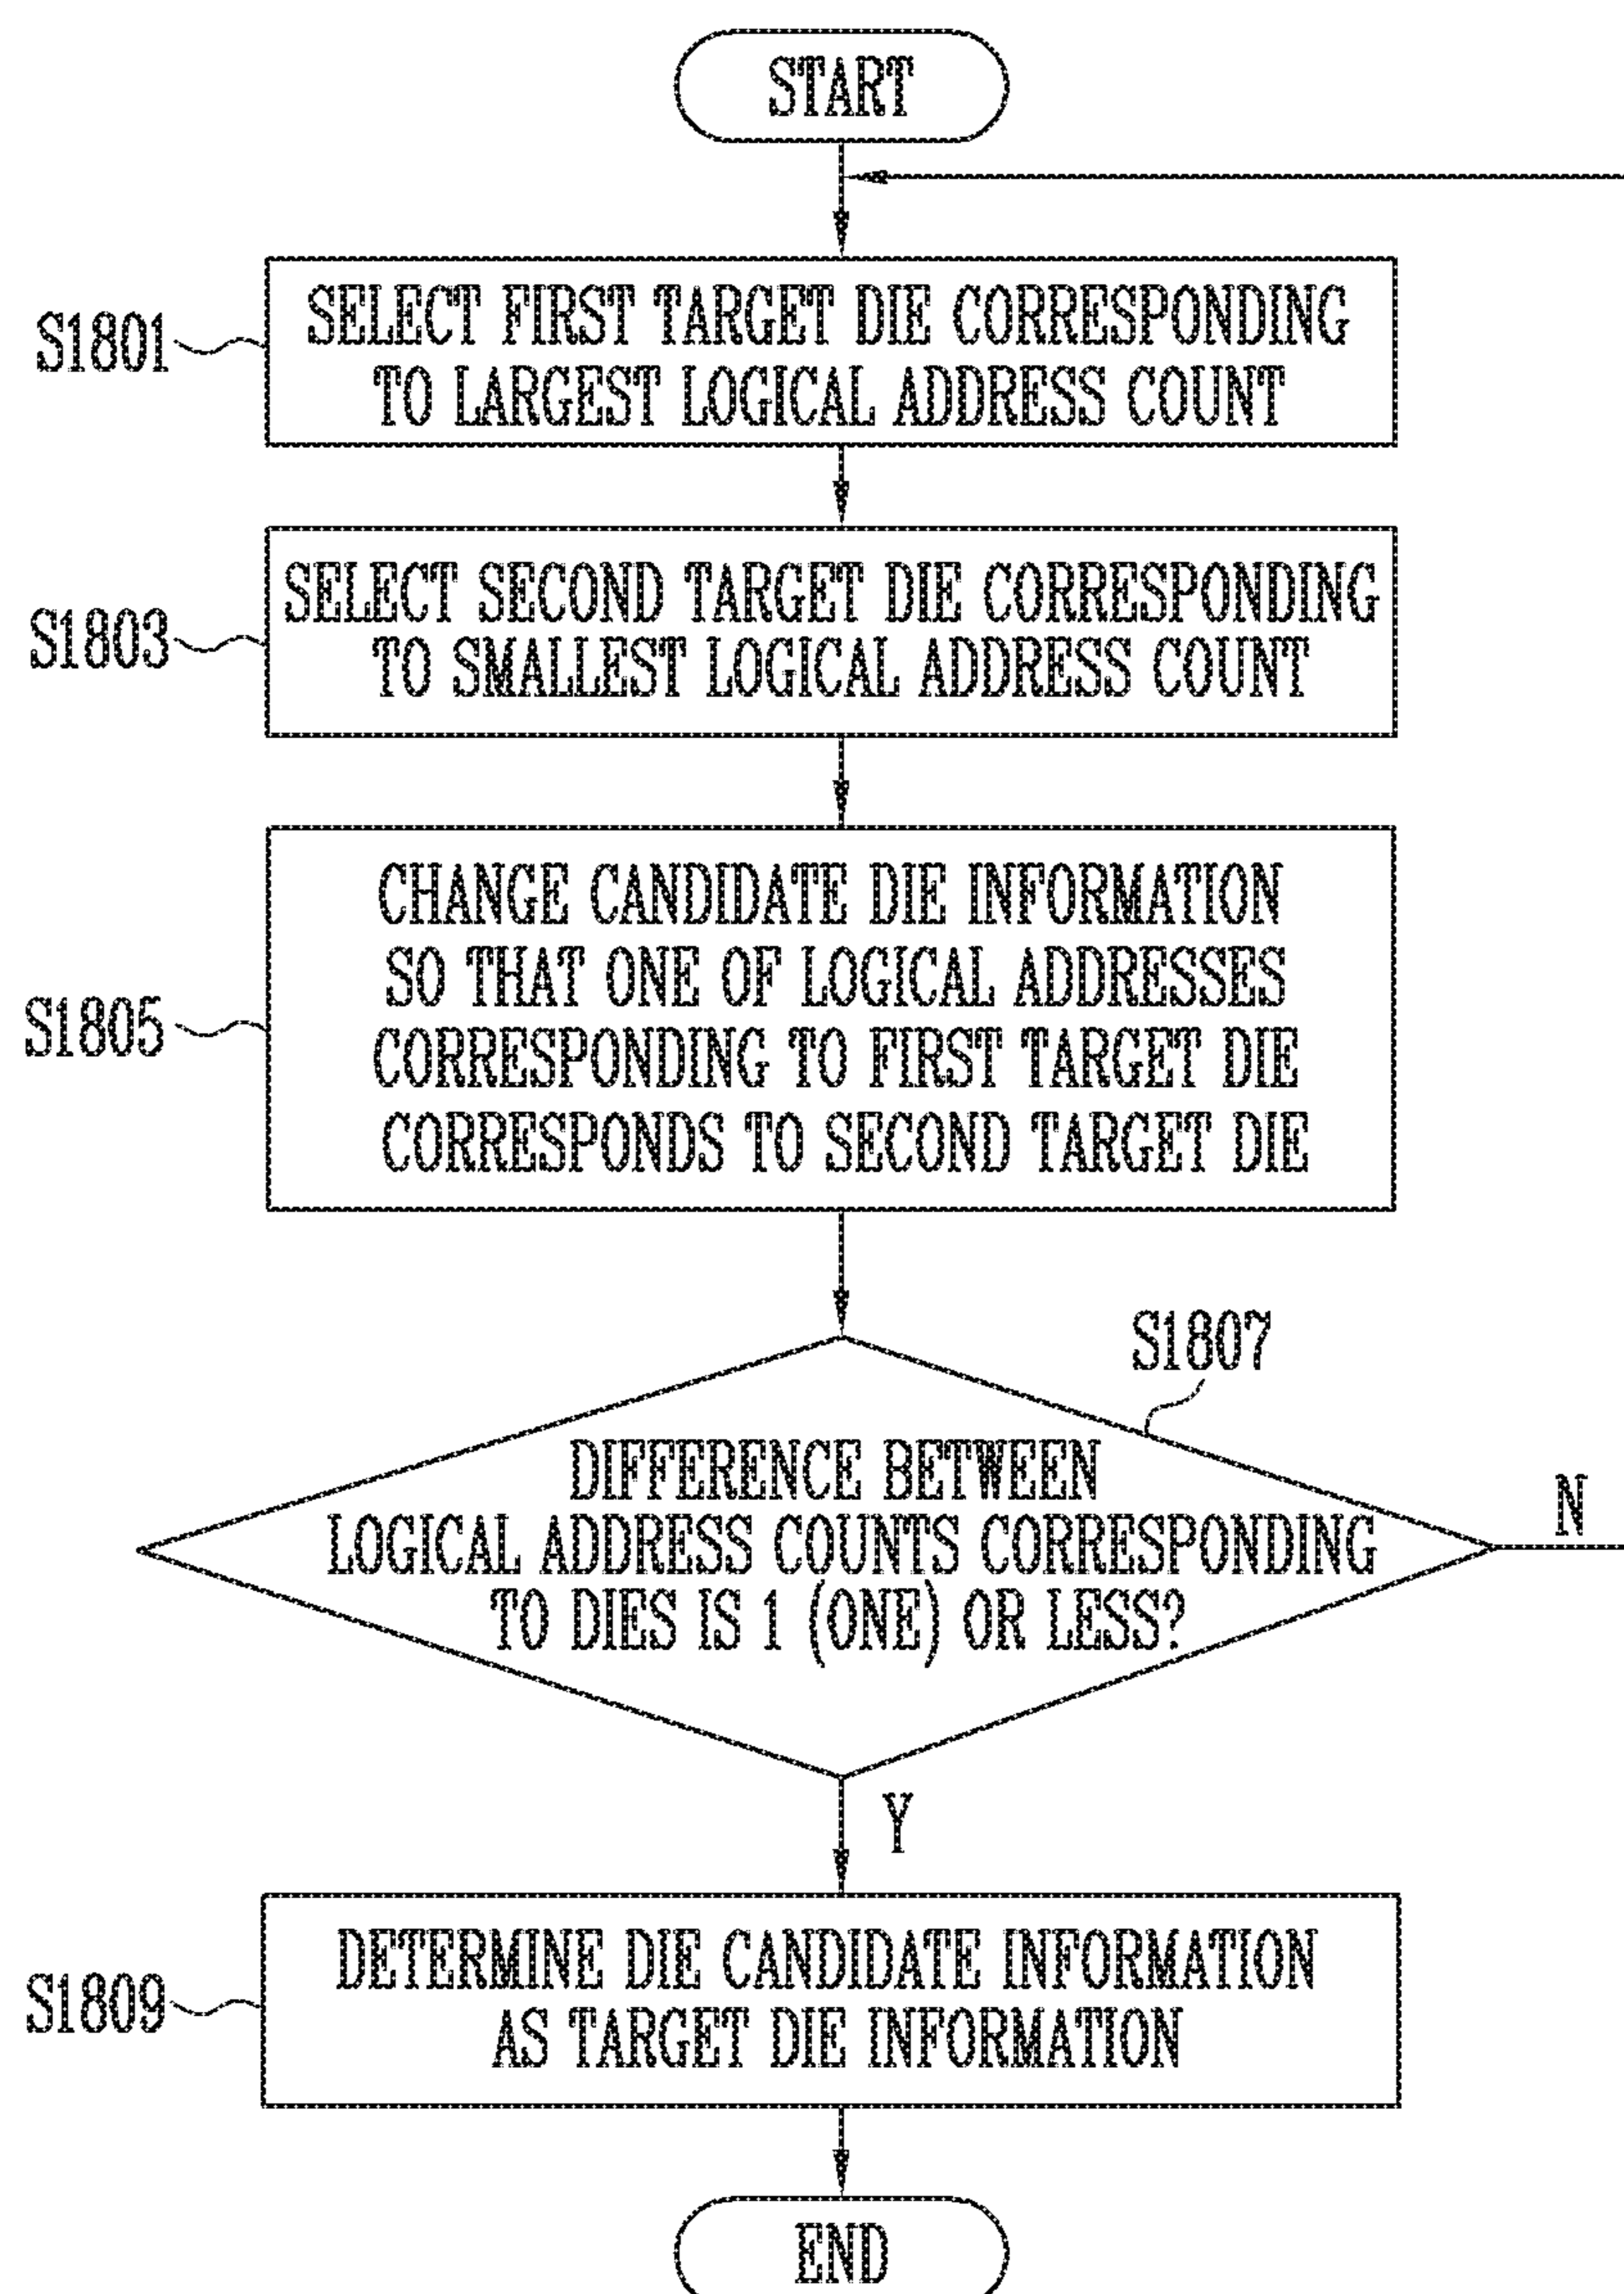 START
S1801
SELECT FIRST TARGET DIE CORRESPONDING
TO LARGEST LOGICAL ADDRESS COUNT
S1803
SELECT SECOND TARGET DIE CORRESPONDING
TO SMALLEST LOGICAL ADDRESS COUNT
S1805
CHANGE CANDIDATE DIE INFORMATION
SO THAT ONE OF LOGICAL ADDRESSES
CORRESPONDING TO FIRST TARGET DIE
CORRESPONDS TO SECOND TARGET DIE
S1807
DIFFERENCE BETWEEN
LOGICAL ADDRESS COUNTS CORRESPONDING
TO DIES IS 1 (ONE) OR LESS?
N
Y
S1809
DETERMINE DIE CANDIDATE INFORMATION
AS TARGET DIE INFORMATION
END